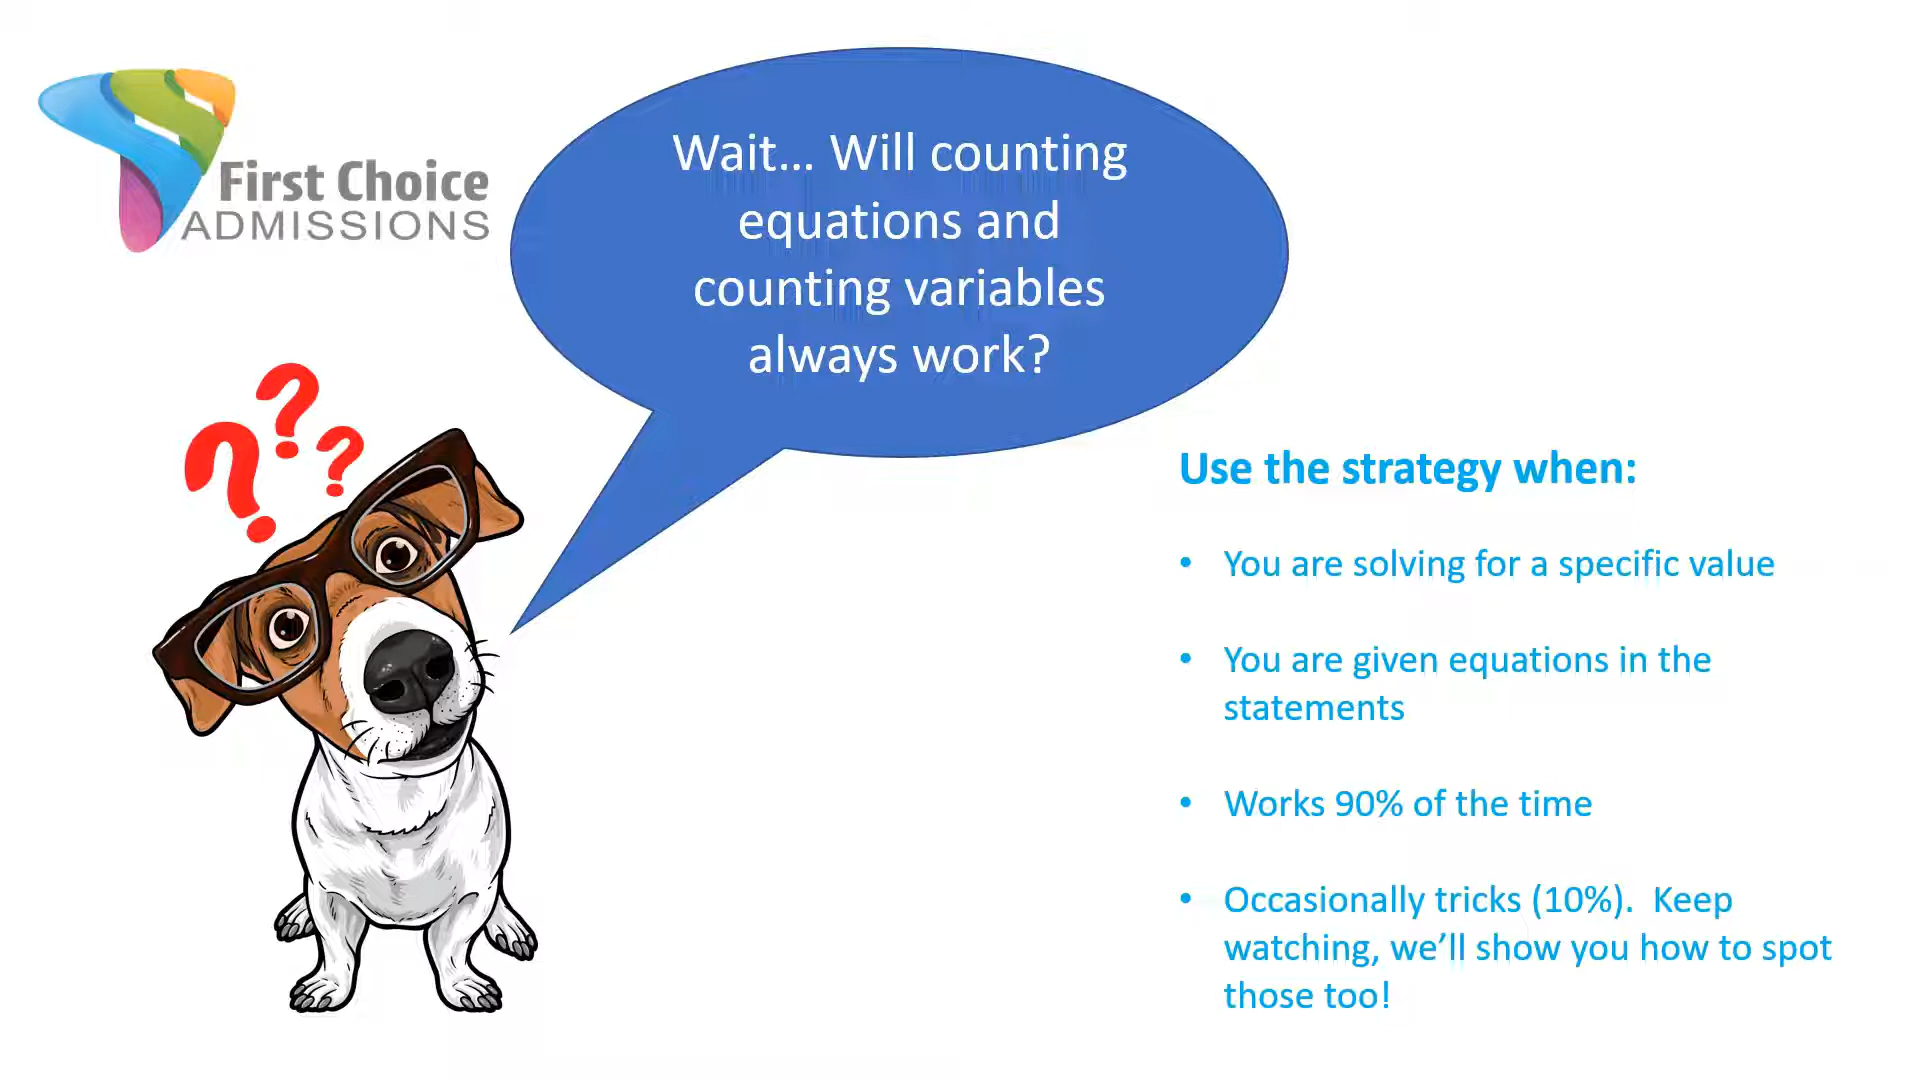 First Choice
ADMISSIONS
Wait... Will counting
equations and
counting variables
always work?
? ? ?
Use the strategy when:
• You are solving for a specific value
• You are given equations in the
statements
• Works 90% of the time
• Occasionally tricks (10%).  Keep
watching, we’ll show you how to spot
those too!